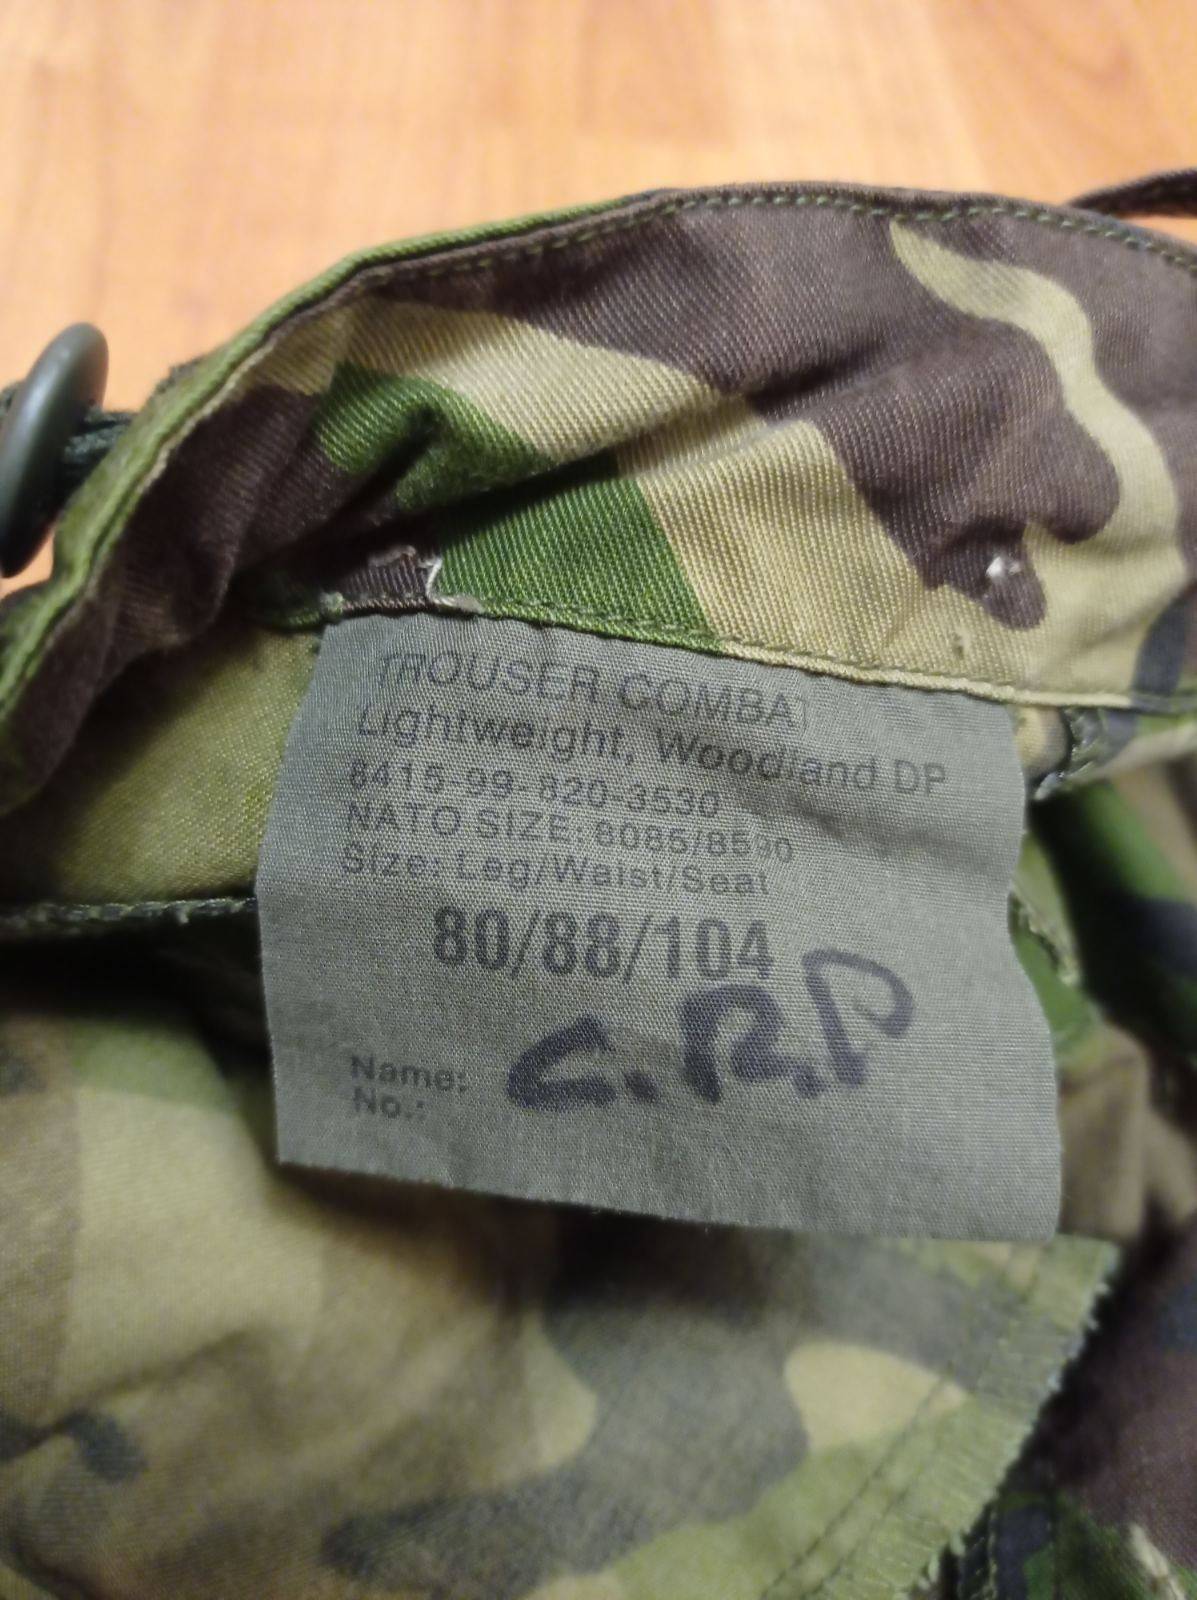 TROUSER COMBAT
Lightweight, Woodland DP
8415-99-820-3530
NATO SIZE: 8085/8590
Size: Leg/Waist/Seat
80/88/104
Name: C.R.P
No.: